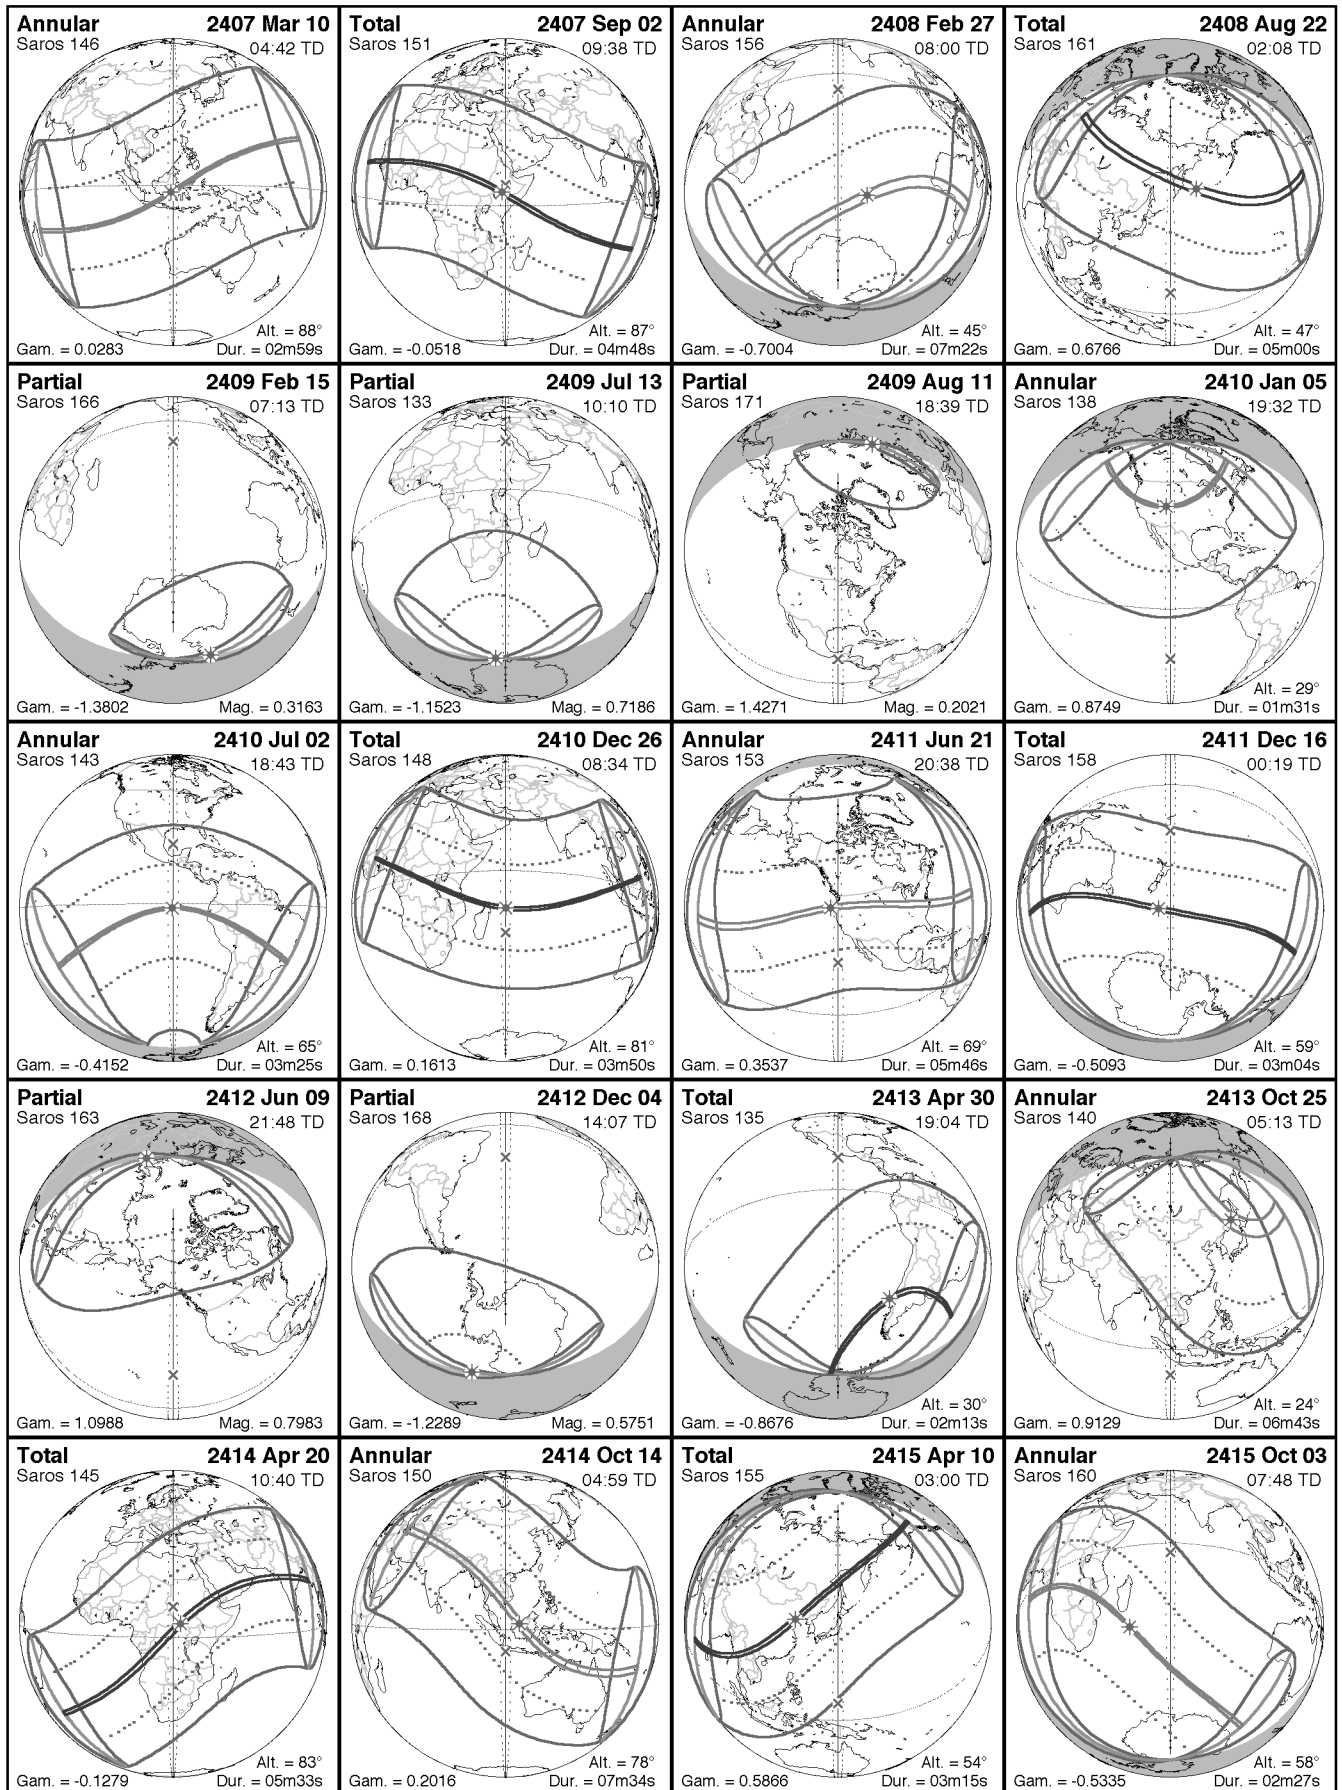 Annular 2407 Mar 10
Saros 146 04:42 TD
Alt. = 88°
Gam. = 0.0283 Dur. = 02m59s
Total 2407 Sep 02
Saros 151 09:38 TD
Alt. = 87°
Gam. = -0.0518 Dur. = 04m48s
Annular 2408 Feb 27
Saros 156 08:00 TD
Alt. = 45°
Gam. = -0.7004 Dur. = 07m22s
Total 2408 Aug 22
Saros 161 02:08 TD
Alt. = 47°
Gam. = 0.6766 Dur. = 05m00s
Partial 2409 Feb 15
Saros 166 07:13 TD
Gam. = -1.3802 Mag. = 0.3163
Partial 2409 Jul 13
Saros 133 10:10 TD
Gam. = -1.1523 Mag. = 0.7186
Partial 2409 Aug 11
Saros 171 18:39 TD
Gam. = 1.4271 Mag. = 0.2021
Annular 2410 Jan 05
Saros 138 19:32 TD
Alt. = 29°
Gam. = 0.8749 Dur. = 01m31s
Annular 2410 Jul 02
Saros 143 18:43 TD
Alt. = 65°
Gam. = -0.4152 Dur. = 03m25s
Total 2410 Dec 26
Saros 148 08:34 TD
Alt. = 81°
Gam. = 0.1613 Dur. = 03m50s
Annular 2411 Jun 21
Saros 153 20:38 TD
Alt. = 69°
Gam. = 0.3537 Dur. = 05m46s
Total 2411 Dec 16
Saros 158 00:19 TD
Alt. = 59°
Gam. = -0.5093 Dur. = 03m04s
Partial 2412 Jun 09
Saros 163 21:48 TD
Gam. = 1.0988 Mag. = 0.7983
Partial 2412 Dec 04
Saros 168 14:07 TD
Gam. = -1.2289 Mag. = 0.5751
Total 2413 Apr 30
Saros 135 19:04 TD
Alt. = 30°
Gam. = -0.8676 Dur. = 02m13s
Annular 2413 Oct 25
Saros 140 05:13 TD
Alt. = 24°
Gam. = 0.9129 Dur. = 06m43s
Total 2414 Apr 20
Saros 145 10:40 TD
Alt. = 83°
Gam. = -0.1279 Dur. = 05m33s
Annular 2414 Oct 14
Saros 150 04:59 TD
Alt. = 78°
Gam. = 0.2016 Dur. = 07m34s
Total 2415 Apr 10
Saros 155 03:00 TD
Alt. = 54°
Gam. = 0.5866 Dur. = 03m15s
Annular 2415 Oct 03
Saros 160 07:48 TD
Alt. = 58°
Gam. = -0.5335 Dur. = 02m27s